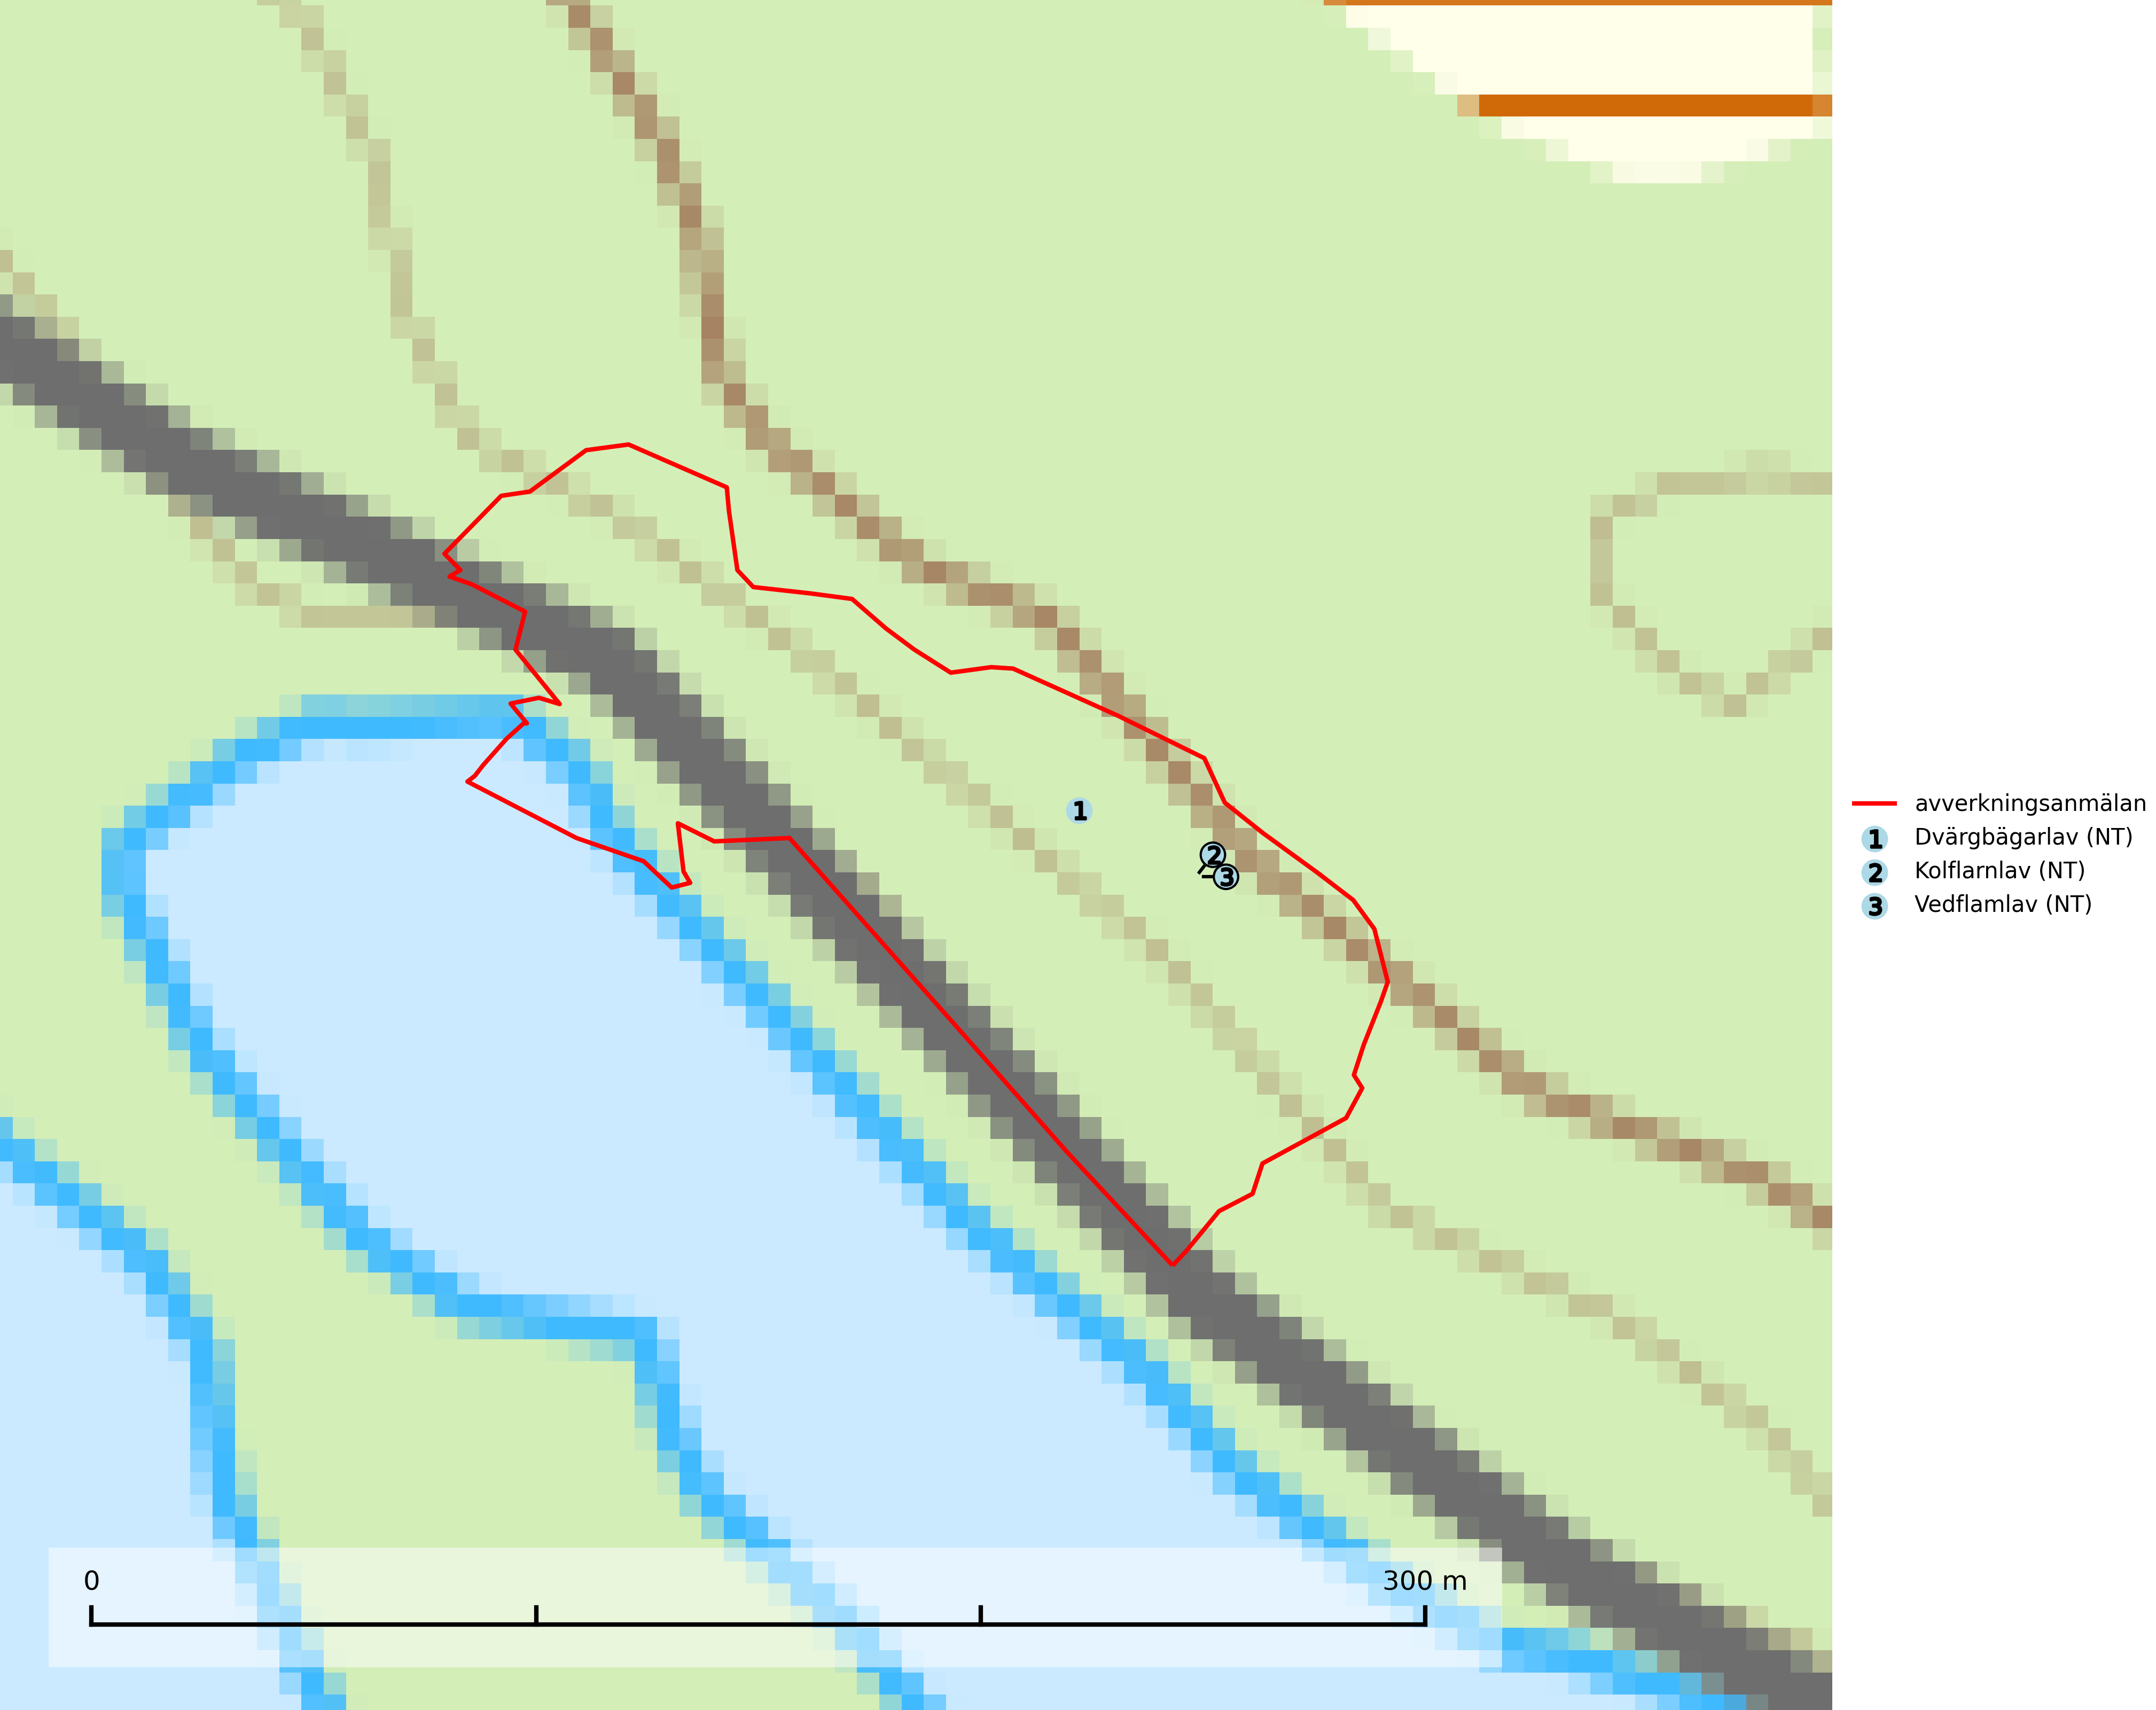 1
2
3
avverkningsanmälan
1 Dvärgbägarlav (NT)
2 Kolflarnlav (NT)
3 Vedflamlav (NT)
0 300 m